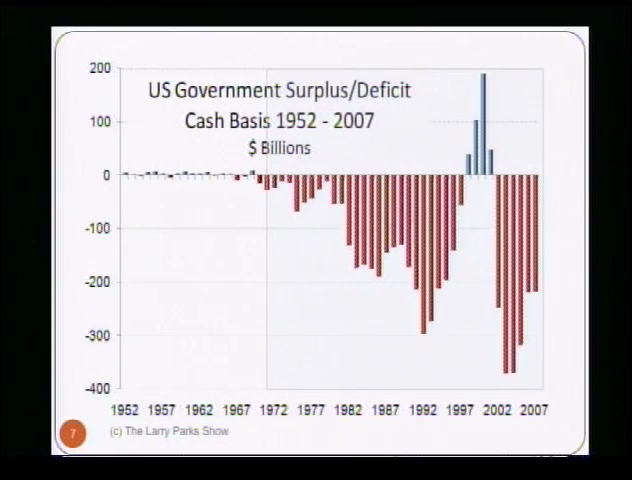 US Government Surplus/Deficit
Cash Basis 1952 - 2007
$ Billions
200
100
0
-100
-200
-300
-400
1952 1957 1962 1967 1972 1977 1982 1987 1992 1997 2002 2007
7 (c) The Larry Parks Show